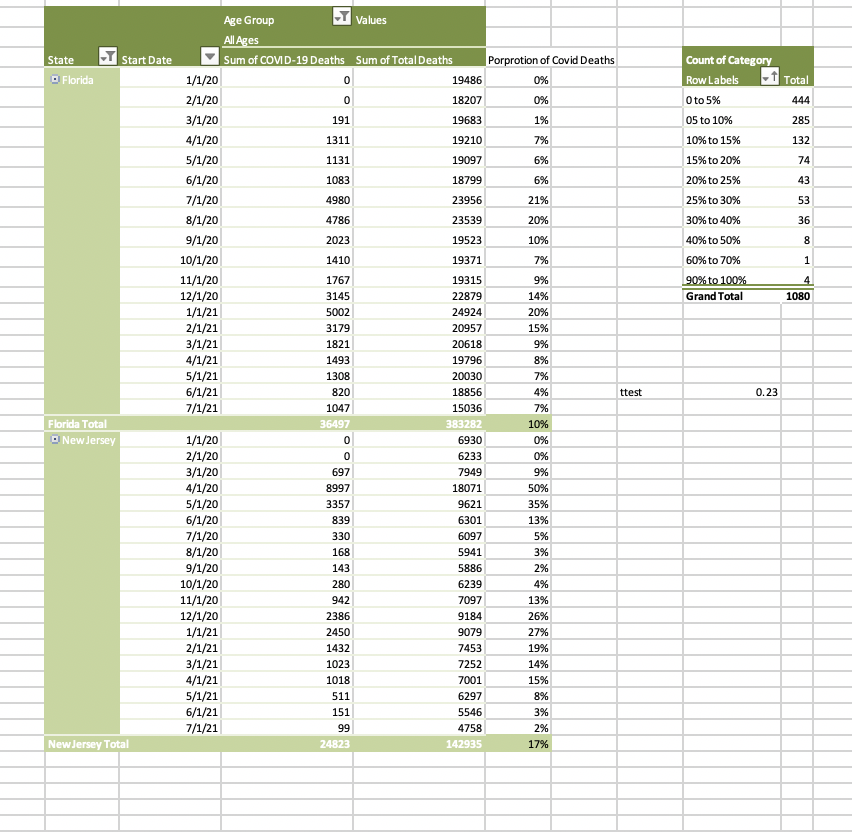 Age Group Values
All Ages
State Start Date Sum of COVID-19 Deaths Sum of Total Deaths Porprotion of Covid Deaths Count of Category
Florida 1/1/20 0 19486 0% Row Labels Total
2/1/20 0 18207 0% 0 to 5% 444
3/1/20 191 19683 1% 05 to 10% 285
4/1/20 1311 19210 7% 10% to 15% 132
5/1/20 1131 19097 6% 15% to 20% 74
6/1/20 1083 18799 6% 20% to 25% 43
7/1/20 4980 23956 21% 25% to 30% 53
8/1/20 4786 23539 20% 30% to 40% 36
9/1/20 2023 19523 10% 40% to 50% 8
10/1/20 1410 19371 7% 60% to 70% 1
11/1/20 1767 19315 9% 90% to 100% 4
12/1/20 3145 22879 14% Grand Total 1080
1/1/21 5002 24924 20%
2/1/21 3179 20957 15%
3/1/21 1821 20618 9%
4/1/21 1493 19796 8%
5/1/21 1308 20030 7%
6/1/21 820 18856 4% ttest 0.23
7/1/21 1047 15036 7%
Florida Total 36497 383282 10%
New Jersey 1/1/20 0 6930 0%
2/1/20 0 6233 0%
3/1/20 697 7949 9%
4/1/20 8997 18071 50%
5/1/20 3357 9621 35%
6/1/20 839 6301 13%
7/1/20 330 6097 5%
8/1/20 168 5941 3%
9/1/20 143 5886 2%
10/1/20 280 6239 4%
11/1/20 942 7097 13%
12/1/20 2386 9184 26%
1/1/21 2450 9079 27%
2/1/21 1432 7453 19%
3/1/21 1023 7252 14%
4/1/21 1018 7001 15%
5/1/21 511 6297 8%
6/1/21 151 5546 3%
7/1/21 99 4758 2%
New Jersey Total 24823 142935 17%